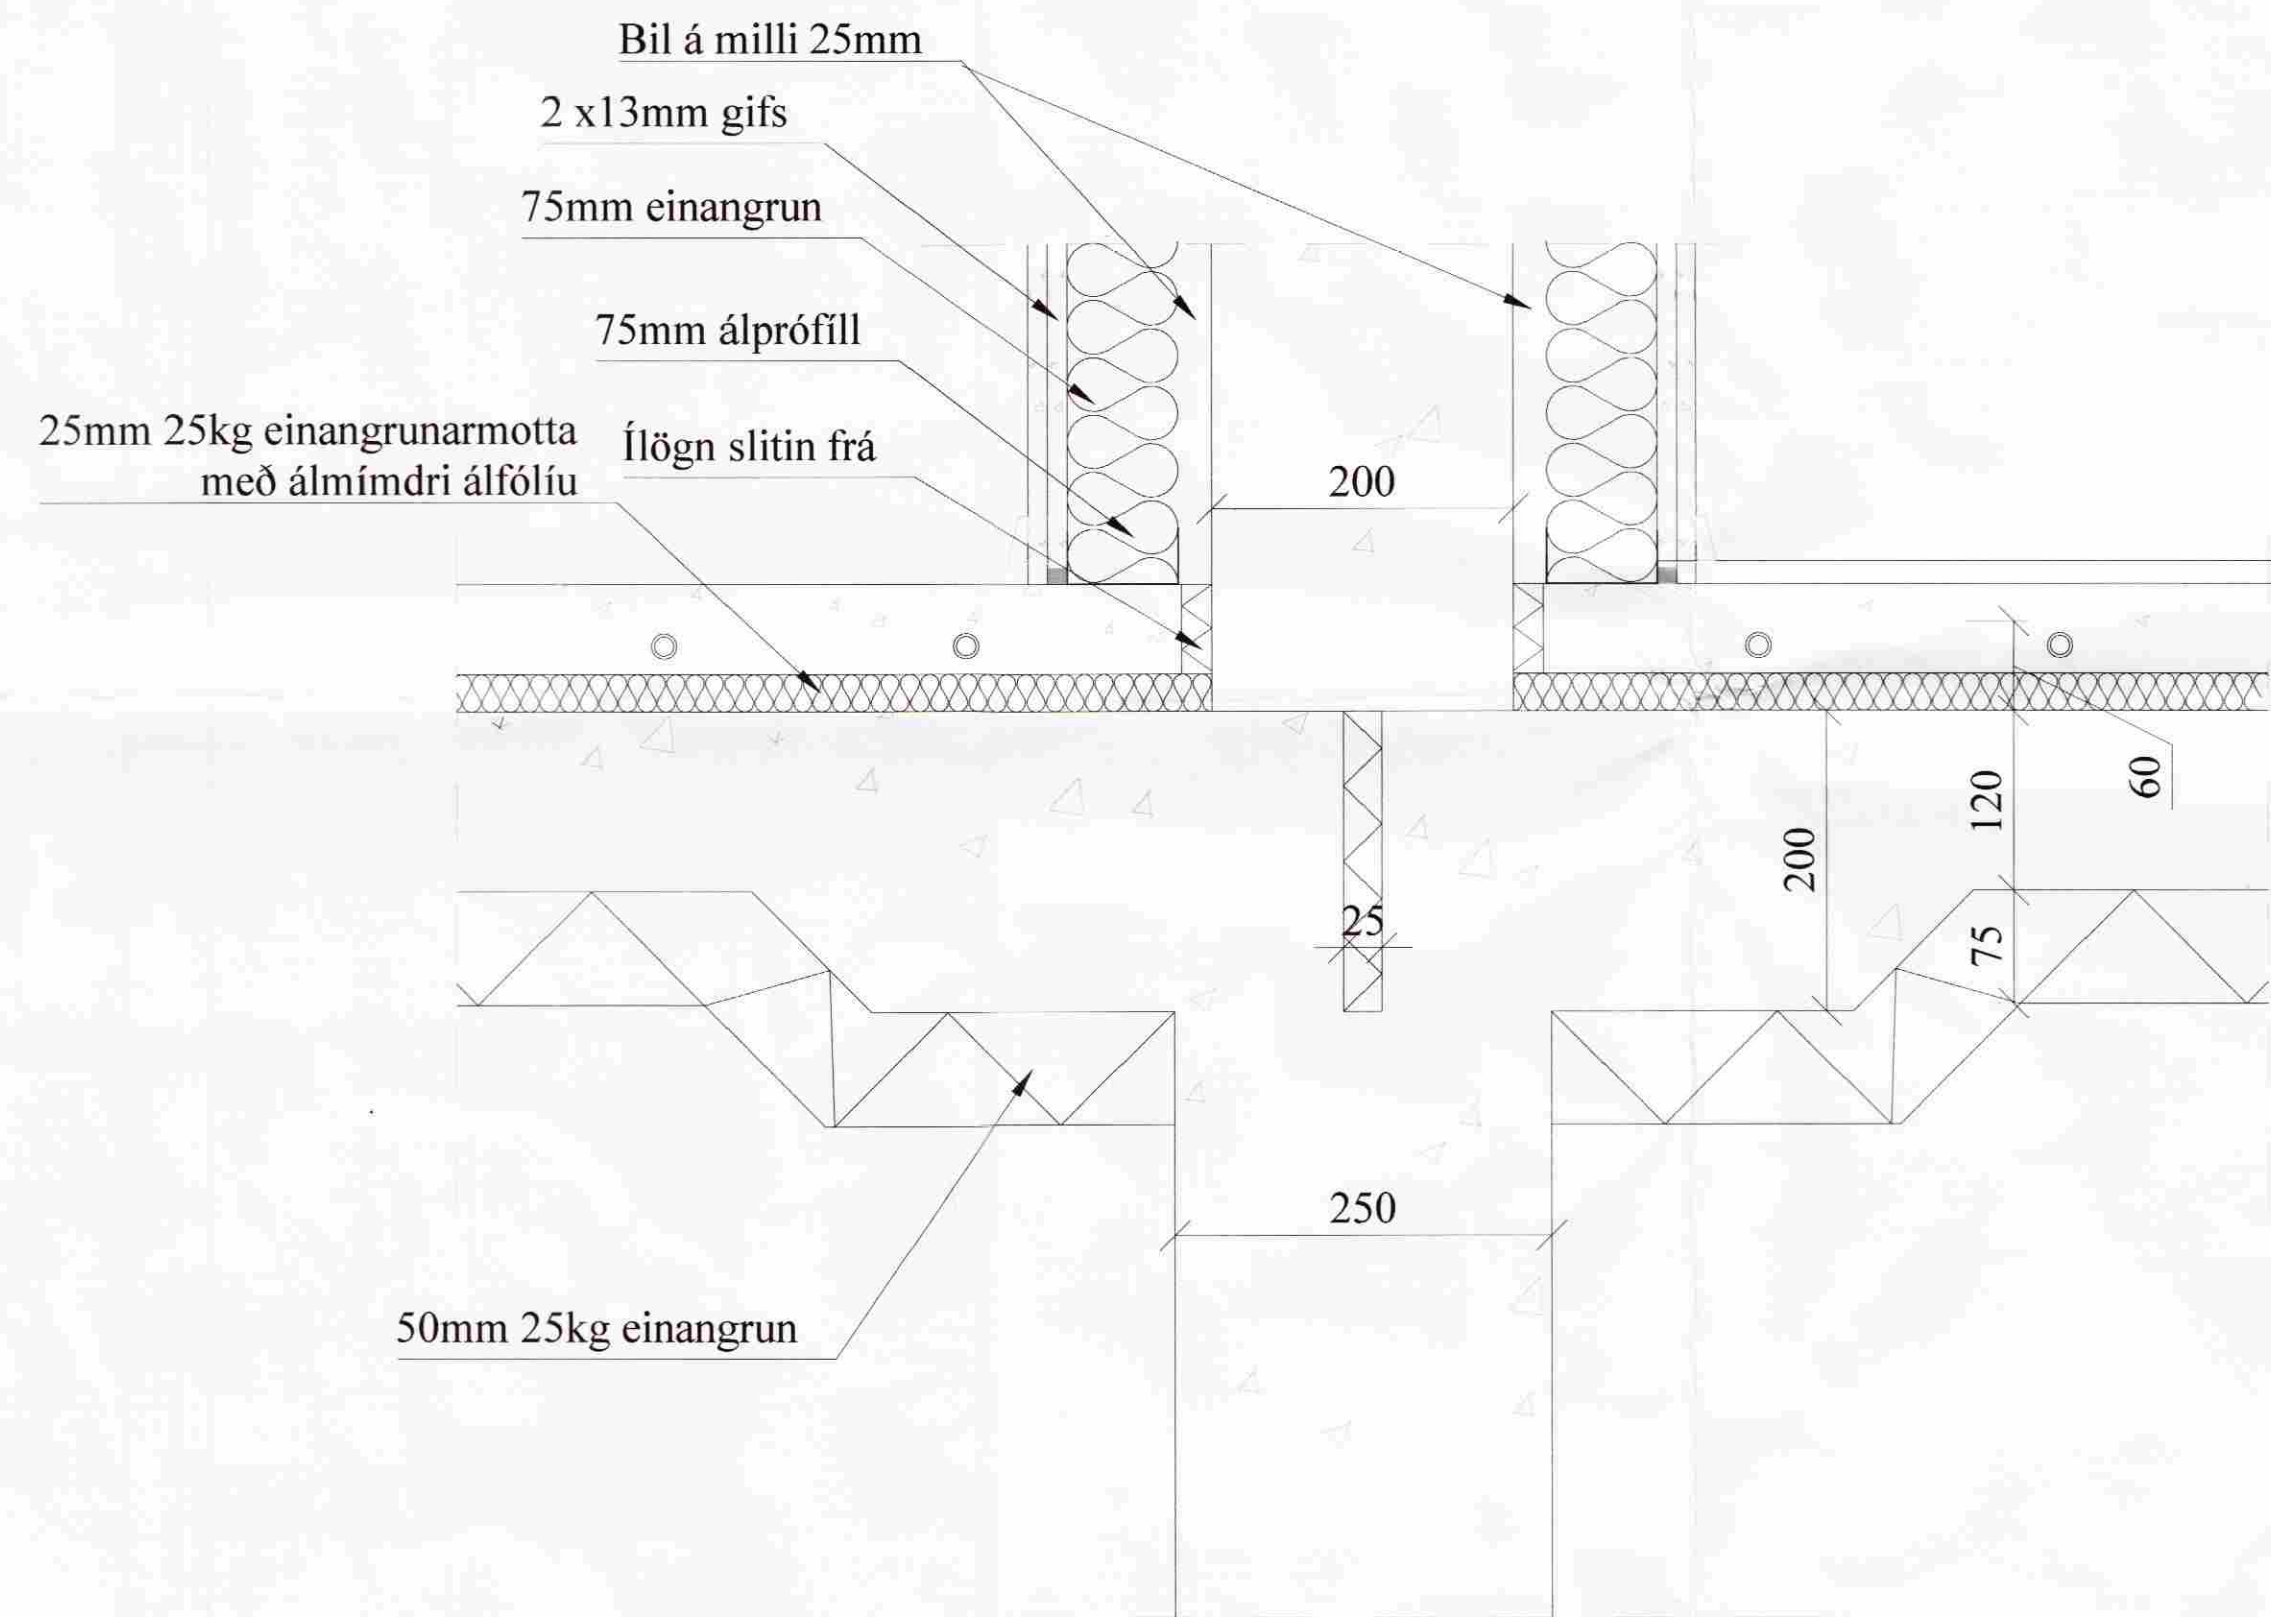 Bil á milli 25mm
2 x13mm gifs
75mm einangrun
75mm álprófíll
25mm 25kg einangrunarmotta
með álmímdri álfólíu
Ílögn slitin frá
200
60
120
200
25
75
250
50mm 25kg einangrun